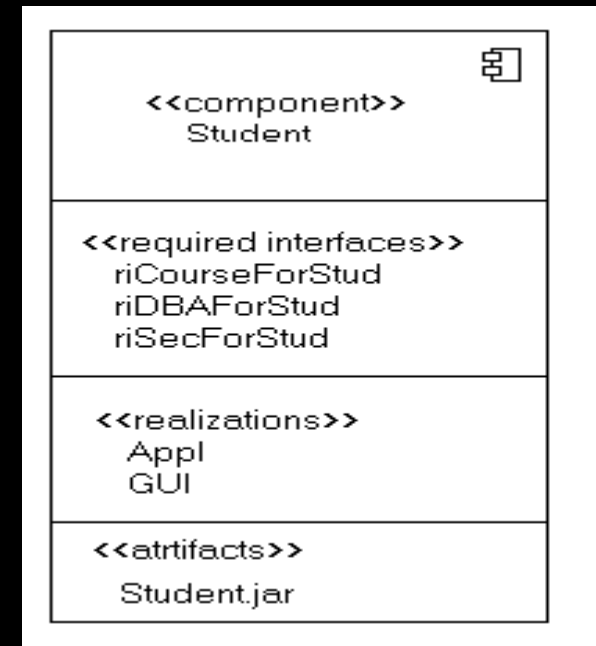 <<component>>
Student
<<required interfaces>>
riCourseForStud
riDBAForStud
riSecForStud
<<realizations>>
Appl
GUI
<<atrtifacts>>
Student.jar